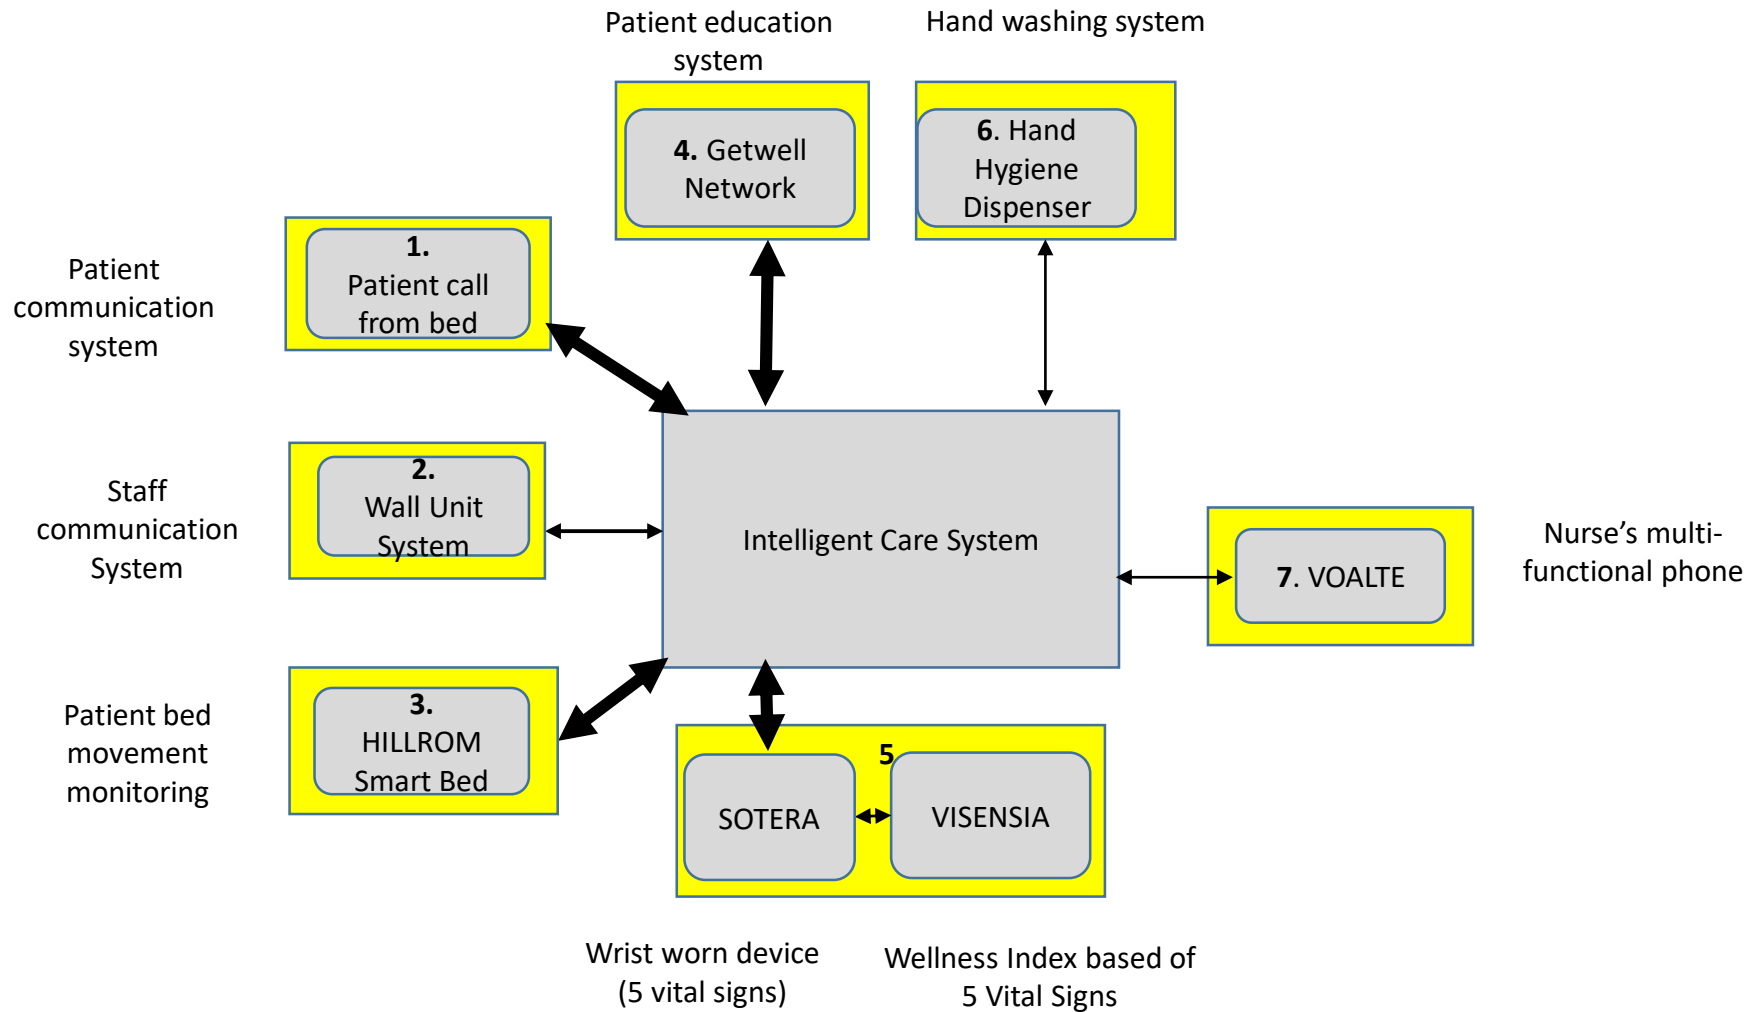 Patient education
system
Hand washing system
4. Getwell
Network
6. Hand
Hygiene
Dispenser
1.
Patient call
from bed
Patient
communication
system
2.
Wall Unit
System
Staff
communication
System
Intelligent Care System
7. VOALTE
Nurse’s multi-
functional phone
3.
HILLROM
Smart Bed
Patient bed
movement
monitoring
5
SOTERA
VISENSIA
Wrist worn device
(5 vital signs)
Wellness Index based of
5 Vital Signs